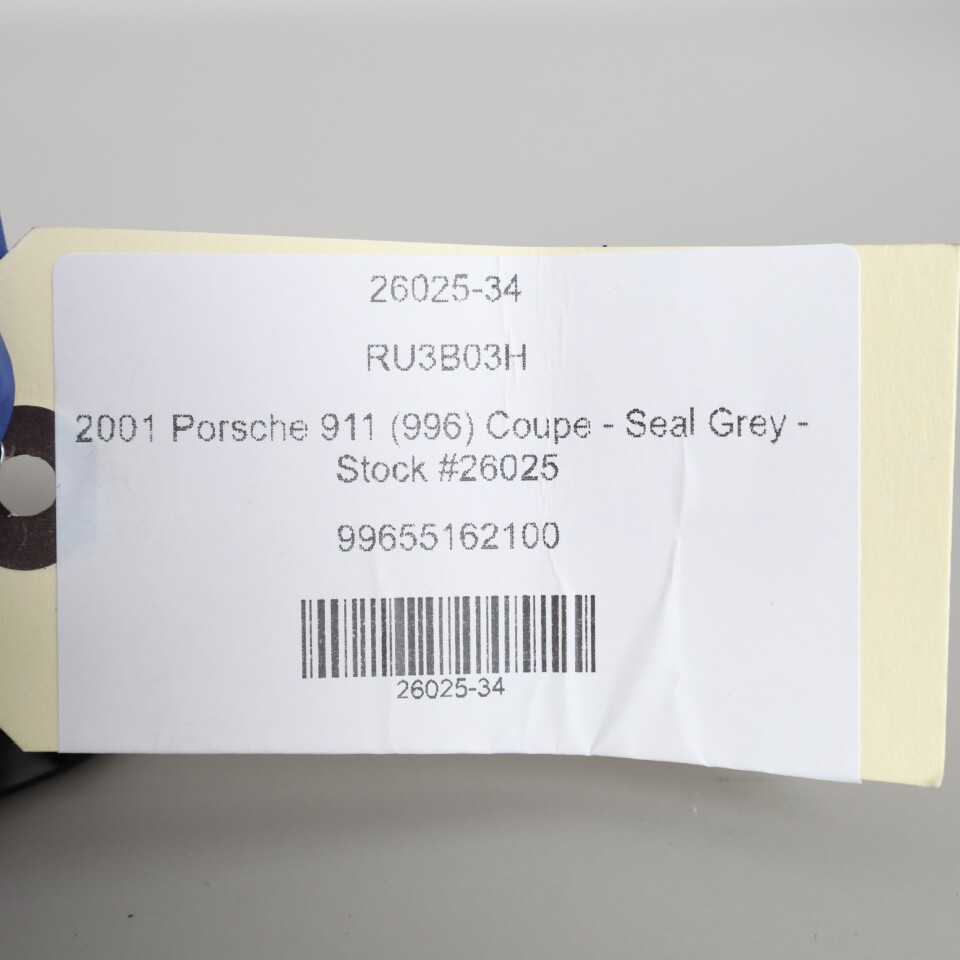 26025-34
RU3B03H
2001 Porsche 911 (996) Coupe - Seal Grey -
Stock #26025
99655162100
26025-34